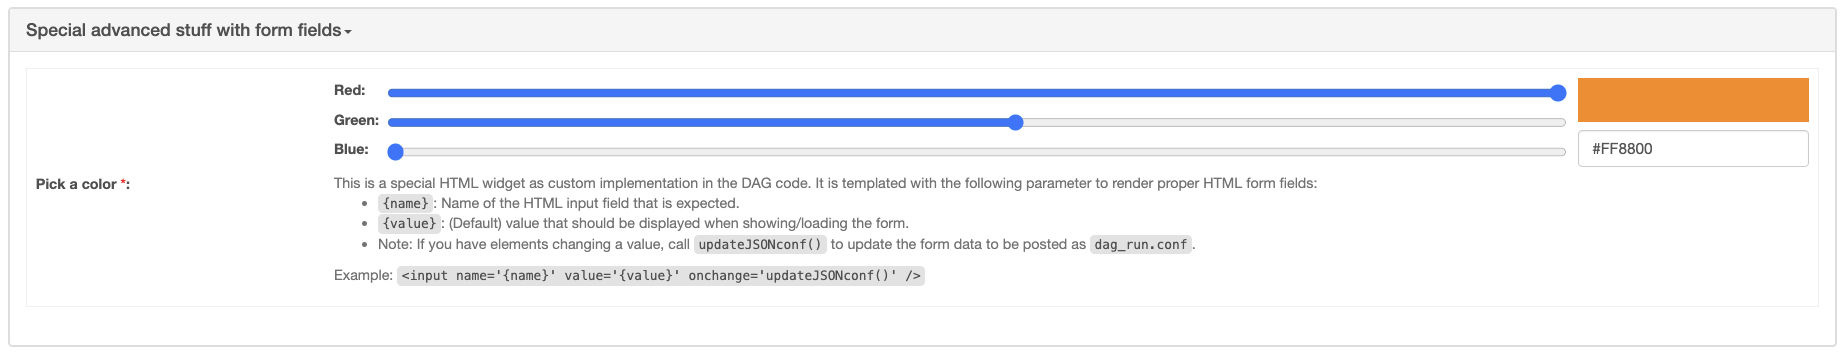 Special advanced stuff with form fields
Red:
Green:
Blue:
#FF8800
Pick a color *:
This is a special HTML widget as custom implementation in the DAG code. It is templated with the following parameter to render proper HTML form fields:
• {name} : Name of the HTML input field that is expected.
• {value} : (Default) value that should be displayed when showing/loading the form.
• Note: If you have elements changing a value, call updateJSONconf() to update the form data to be posted as dag_run.conf .
Example: <input name='{name}' value='{value}' onchange='updateJSONconf()' />